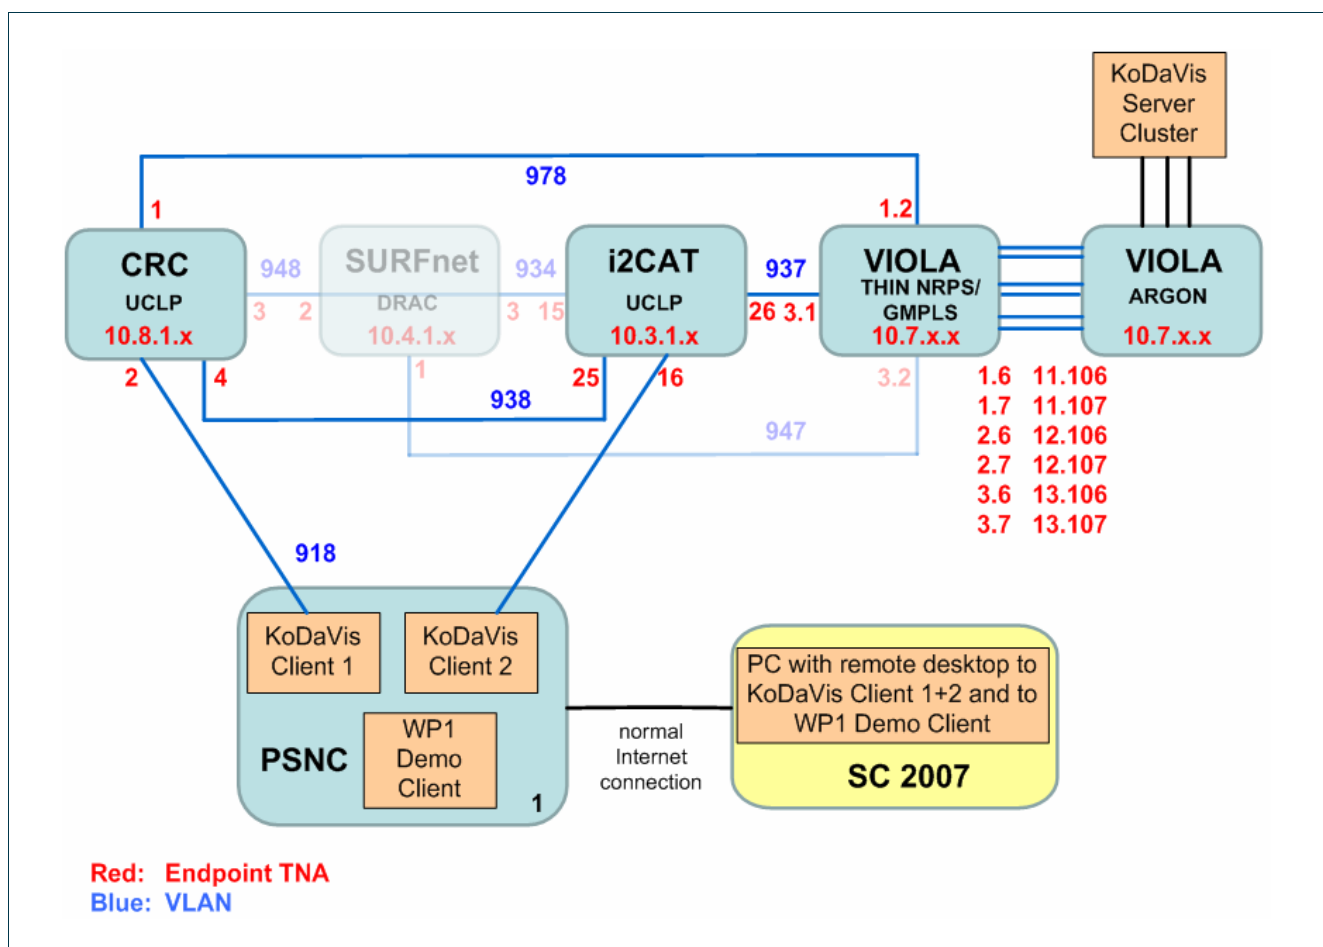 KoDaVis
Server
Cluster
978
1
1.2
CRC
UCLP
10.8.1.x
948
3
2
SURFnet
DRAC
10.4.1.x
934
3
15
i2CAT
UCLP
10.3.1.x
937
26
3.1
VIOLA
THIN NRPS/
GMPLS
10.7.x.x
VIOLA
ARGON
10.7.x.x
2
4
1
25
16
3.2
938
947
1.6 11.106
1.7 11.107
2.6 12.106
2.7 12.107
3.6 13.106
3.7 13.107
918
KoDaVis
Client 1
KoDaVis
Client 2
WP1
Demo
Client
PSNC
1
normal
Internet
connection
PC with remote desktop to
KoDaVis Client 1+2 and to
WP1 Demo Client
SC 2007
Red: Endpoint TNA
Blue: VLAN